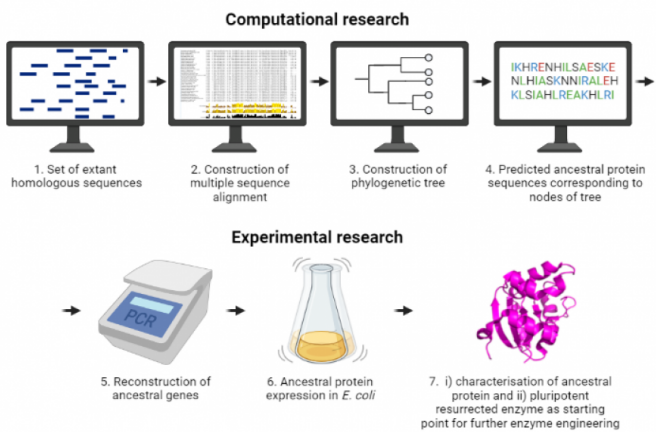 Computational research
IKHRENHILSAESKE
NLHIASKNNIRALEH
KLSIAHLREAKHLRI
1. Set of extant
homologous sequences
2. Construction of
multiple sequence
alignment
3. Construction of
phylogenetic tree
4. Predicted ancestral protein
sequences corresponding to
nodes of tree
Experimental research
PCR
5. Reconstruction of
ancestral genes
6. Ancestral protein
expression in E. coli
7. i) characterisation of ancestral
protein and ii) pluripotent
resurrected enzyme as starting
point for further enzyme engineering